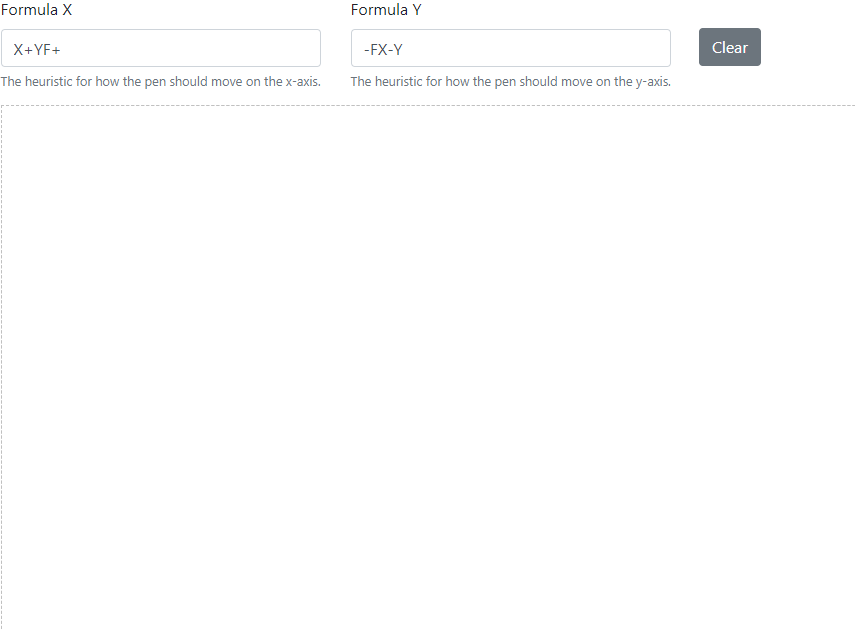 Formula X
Formula Y
X+YF+
-FX-Y
Clear
The heuristic for how the pen should move on the x-axis.
The heuristic for how the pen should move on the y-axis.